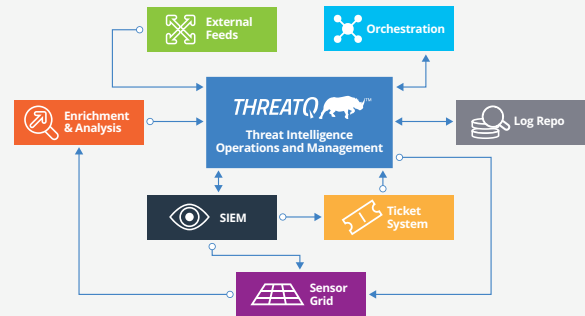 External
Feeds
Orchestration
THREATQ™
Threat Intelligence
Operations and Management
Enrichment
& Analysis
Log Repo
SIEM
Ticket
System
Sensor
Grid